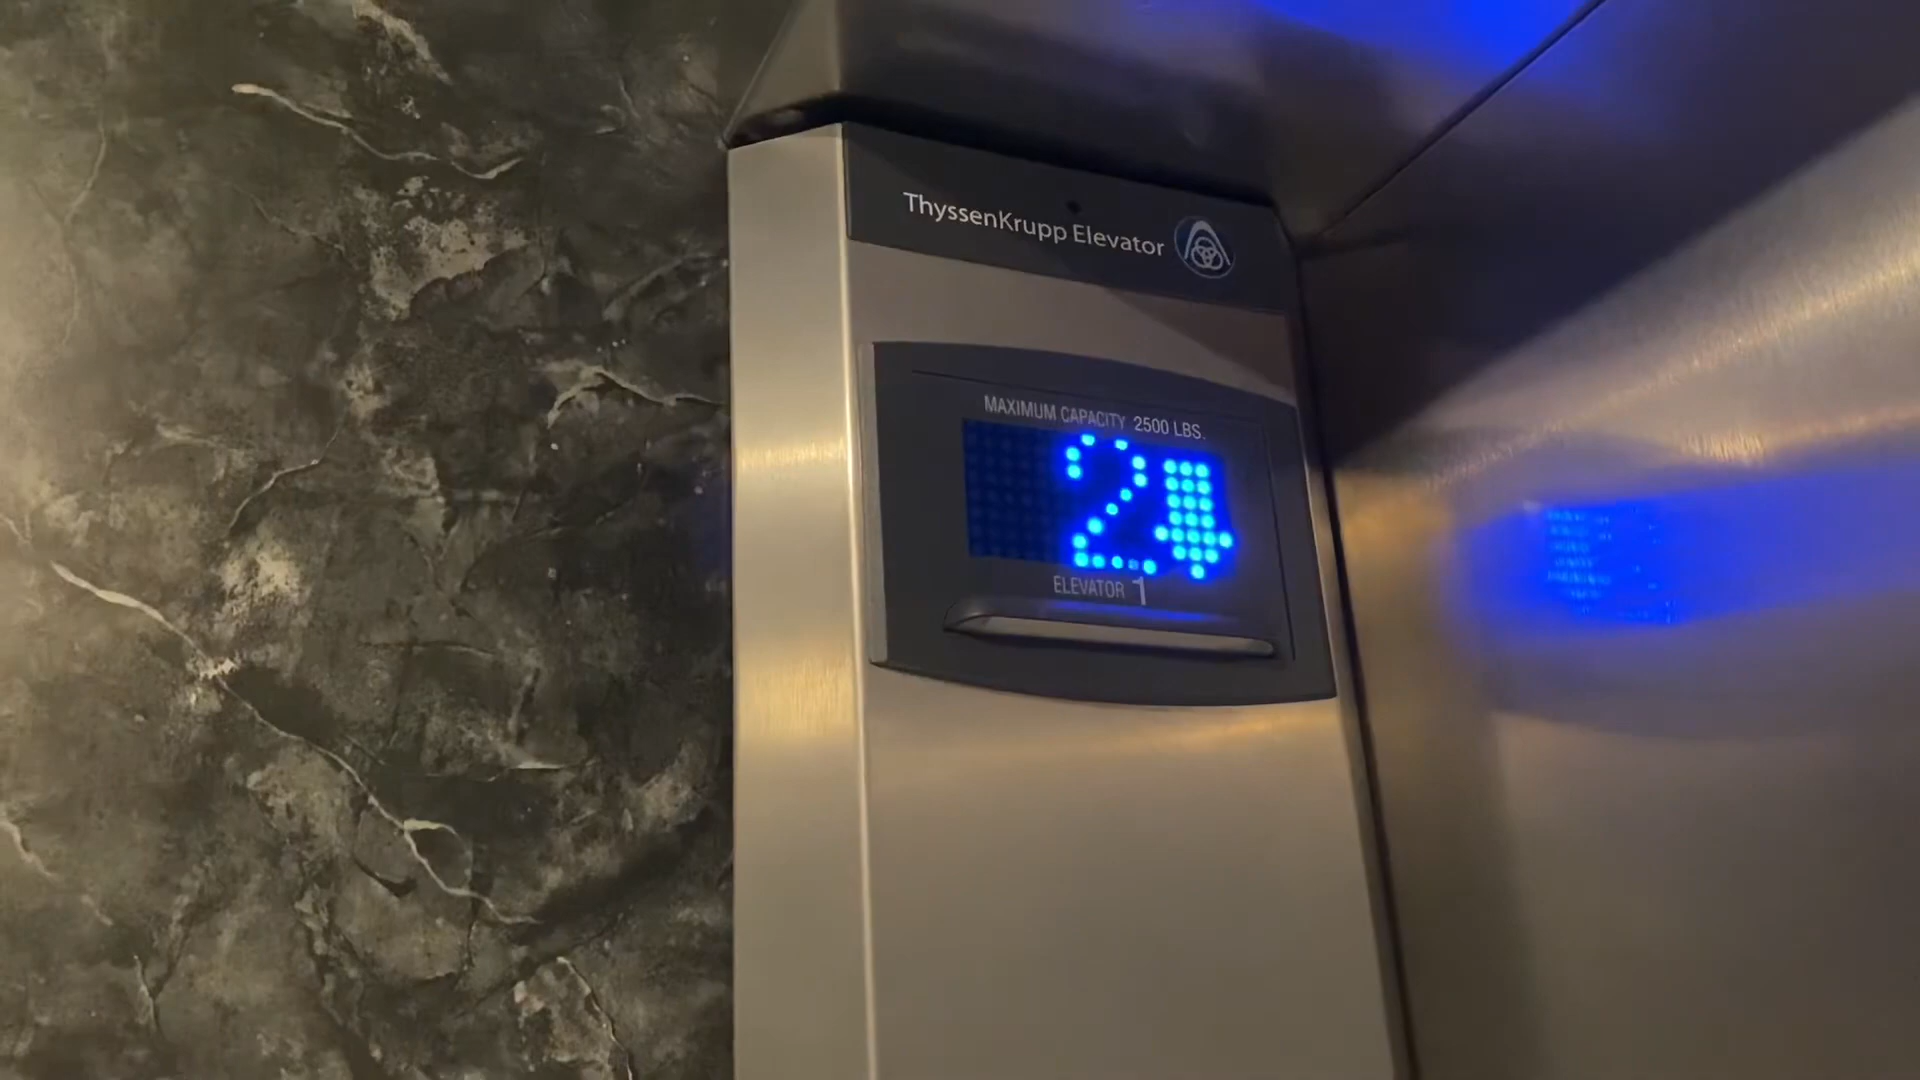 ThyssenKrupp Elevator
MAXIMUM CAPACITY 2500 LBS.
2
ELEVATOR 1